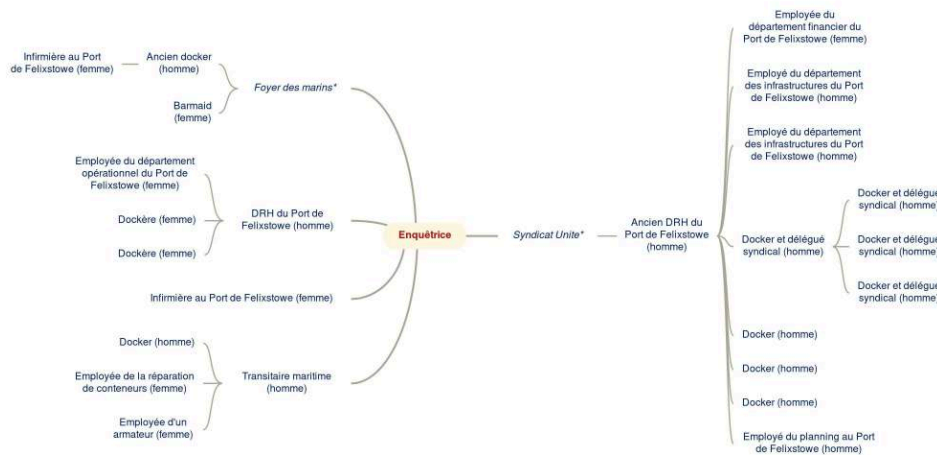 Infirmière au Port
de Felixstowe (femme)
Ancien docker
(homme)
Foyer des marins*
Barmaid
(femme)
Employée du département
opérationnel du Port de
Felixstowe (femme)
Dockère (femme)
Dockère (femme)
DRH du Port de
Felixstowe (homme)
Infirmière au Port de Felixstowe (femme)
Docker (homme)
Employée de la réparation
de conteneurs (femme)
Employée d'un
armateur (femme)
Transitaire maritime
(homme)
Enquêtrice
Syndicat Unite*
Ancien DRH du
Port de Felixstowe
(homme)
Employée du
département financier du
Port de Felixstowe (femme)
Employé du département
des infrastructures du Port
de Felixstowe (homme)
Employé du département
des infrastructures du Port
de Felixstowe (homme)
Docker et délégué
syndical (homme)
Docker et délégué
syndical (homme)
Docker et délégué
syndical (homme)
Docker et délégué
syndical (homme)
Docker (homme)
Docker (homme)
Docker (homme)
Employé du planning au Port
de Felixstowe (homme)